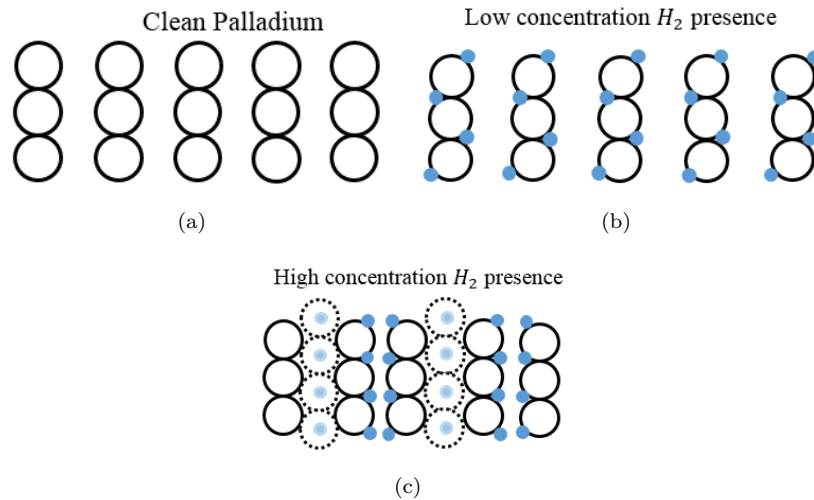 Clean Palladium
Low concentration H₂ presence
(a)
(b)
High concentration H₂ presence
(c)